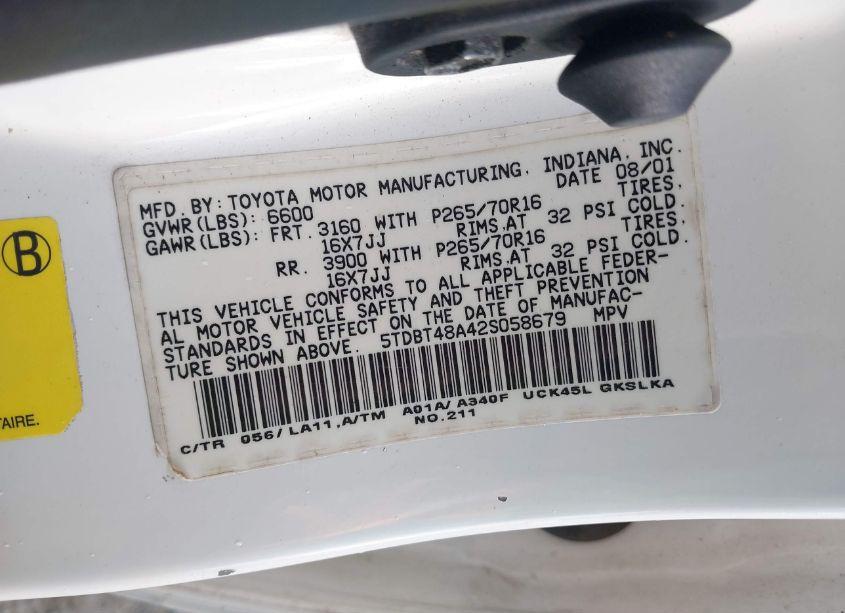 MFD. BY: TOYOTA MOTOR MANUFACTURING, INDIANA, INC.
GVWR(LBS): 6600 DATE 08/01
GAWR(LBS): FRT. 3160 WITH P265/70R16 TIRES,
16X7JJ RIMS,AT 32 PSI COLD.
RR. 3900 WITH P265/70R16 TIRES,
16X7JJ RIMS,AT 32 PSI COLD.
THIS VEHICLE CONFORMS TO ALL APPLICABLE FEDER-
AL MOTOR VEHICLE SAFETY AND THEFT PREVENTION
STANDARDS IN EFFECT ON THE DATE OF MANUFAC-
TURE SHOWN ABOVE. 5TDBT48A42S058679 MPV
C/TR 056/LA11,A/TM A01A/A340F UCK45L GKSLKA
NO.211
B
TAIRE.